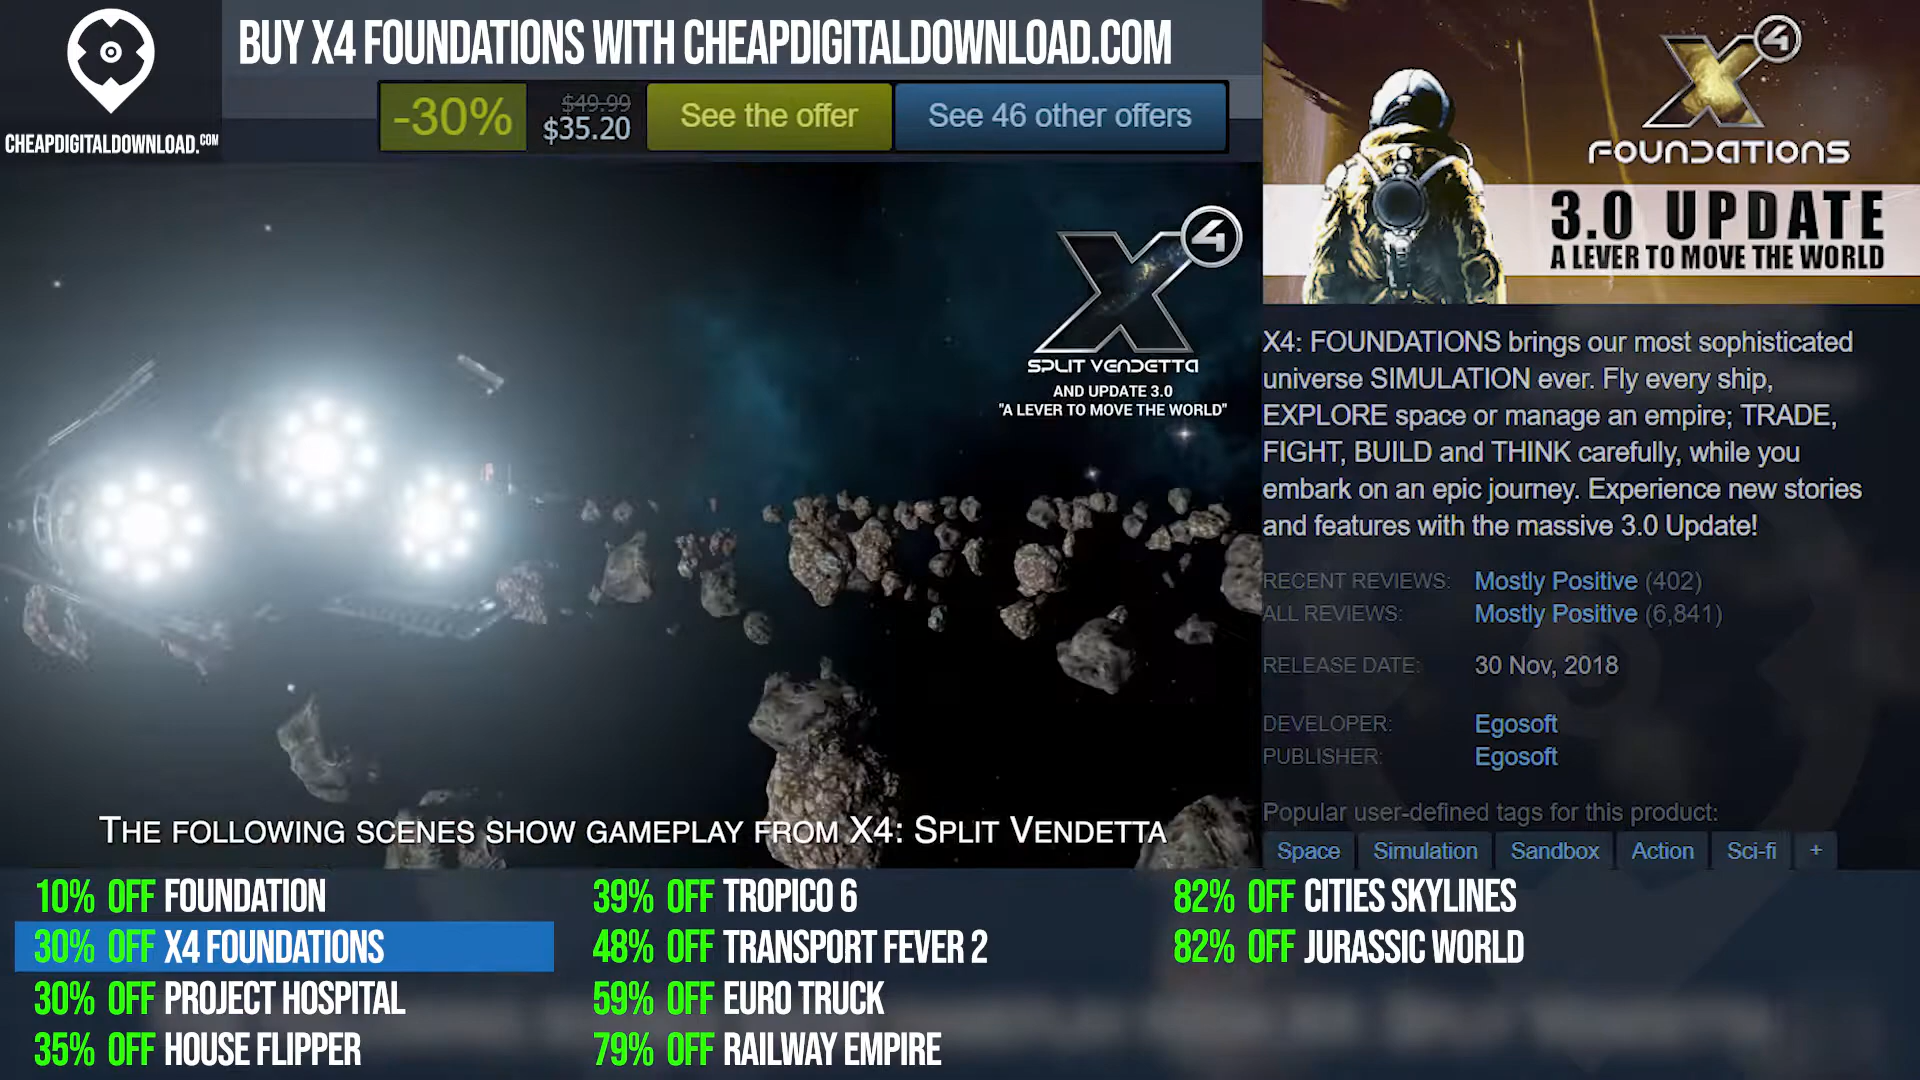 CHEAPDIGITALDOWNLOAD.COM
BUY X4 FOUNDATIONS WITH CHEAPDIGITALDOWNLOAD.COM
-30%
$49.99
$35.20
See the offer
See 46 other offers
X4
SPLIT VENDETTA
AND UPDATE 3.0
"A LEVER TO MOVE THE WORLD"
THE FOLLOWING SCENES SHOW GAMEPLAY FROM X4: SPLIT VENDETTA
X4
FOUNDATIONS
3.0 UPDATE
A LEVER TO MOVE THE WORLD
X4: FOUNDATIONS brings our most sophisticated
universe SIMULATION ever. Fly every ship,
EXPLORE space or manage an empire; TRADE,
FIGHT, BUILD and THINK carefully, while you
embark on an epic journey. Experience new stories
and features with the massive 3.0 Update!
RECENT REVIEWS: Mostly Positive (402)
ALL REVIEWS: Mostly Positive (6,841)
RELEASE DATE: 30 Nov, 2018
DEVELOPER: Egosoft
PUBLISHER: Egosoft
Popular user-defined tags for this product:
Space Simulation Sandbox Action Sci-fi +
10% OFF FOUNDATION
30% OFF X4 FOUNDATIONS
30% OFF PROJECT HOSPITAL
35% OFF HOUSE FLIPPER
39% OFF TROPICO 6
48% OFF TRANSPORT FEVER 2
59% OFF EURO TRUCK
79% OFF RAILWAY EMPIRE
82% OFF CITIES SKYLINES
82% OFF JURASSIC WORLD